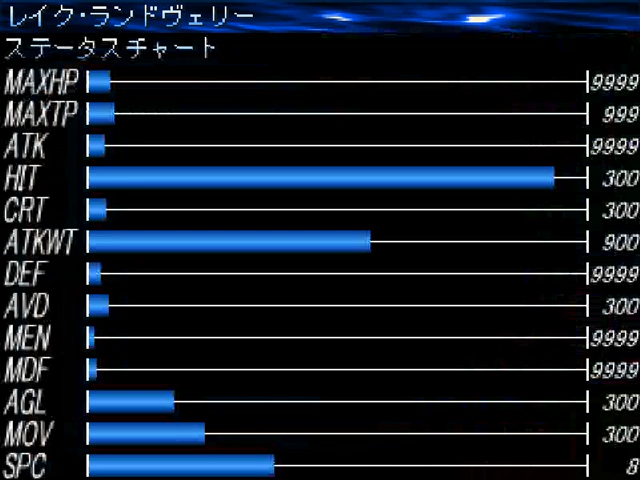 レイク・ランドヴェリー
ステータスチャート
MAXHP 9999
MAXTP 999
ATK 9999
HIT 300
CRT 300
ATKWT 900
DEF 9999
AVD 300
MEN 9999
MDF 9999
AGL 300
MOV 300
SPC 8